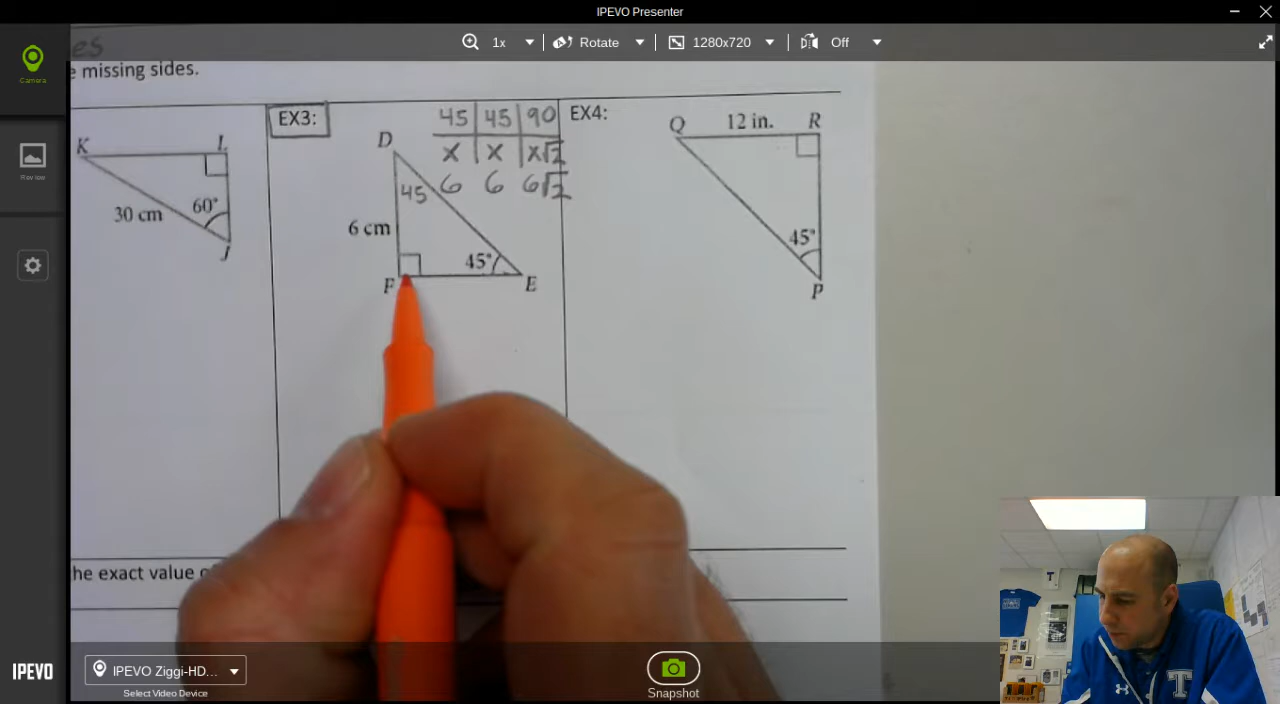 IPEVO Presenter
1x Rotate 1280x720 Off
Camera
Review
es
e missing sides.
K L
30 cm 60°
J
EX3:
45 45 90
x x x√2
6 6 6√2
D
45
6 cm
45°
F E
EX4:
Q 12 in. R
45°
P
he exact value
T
T
IPEVO
IPEVO Ziggi-HD...
Select Video Device
Snapshot